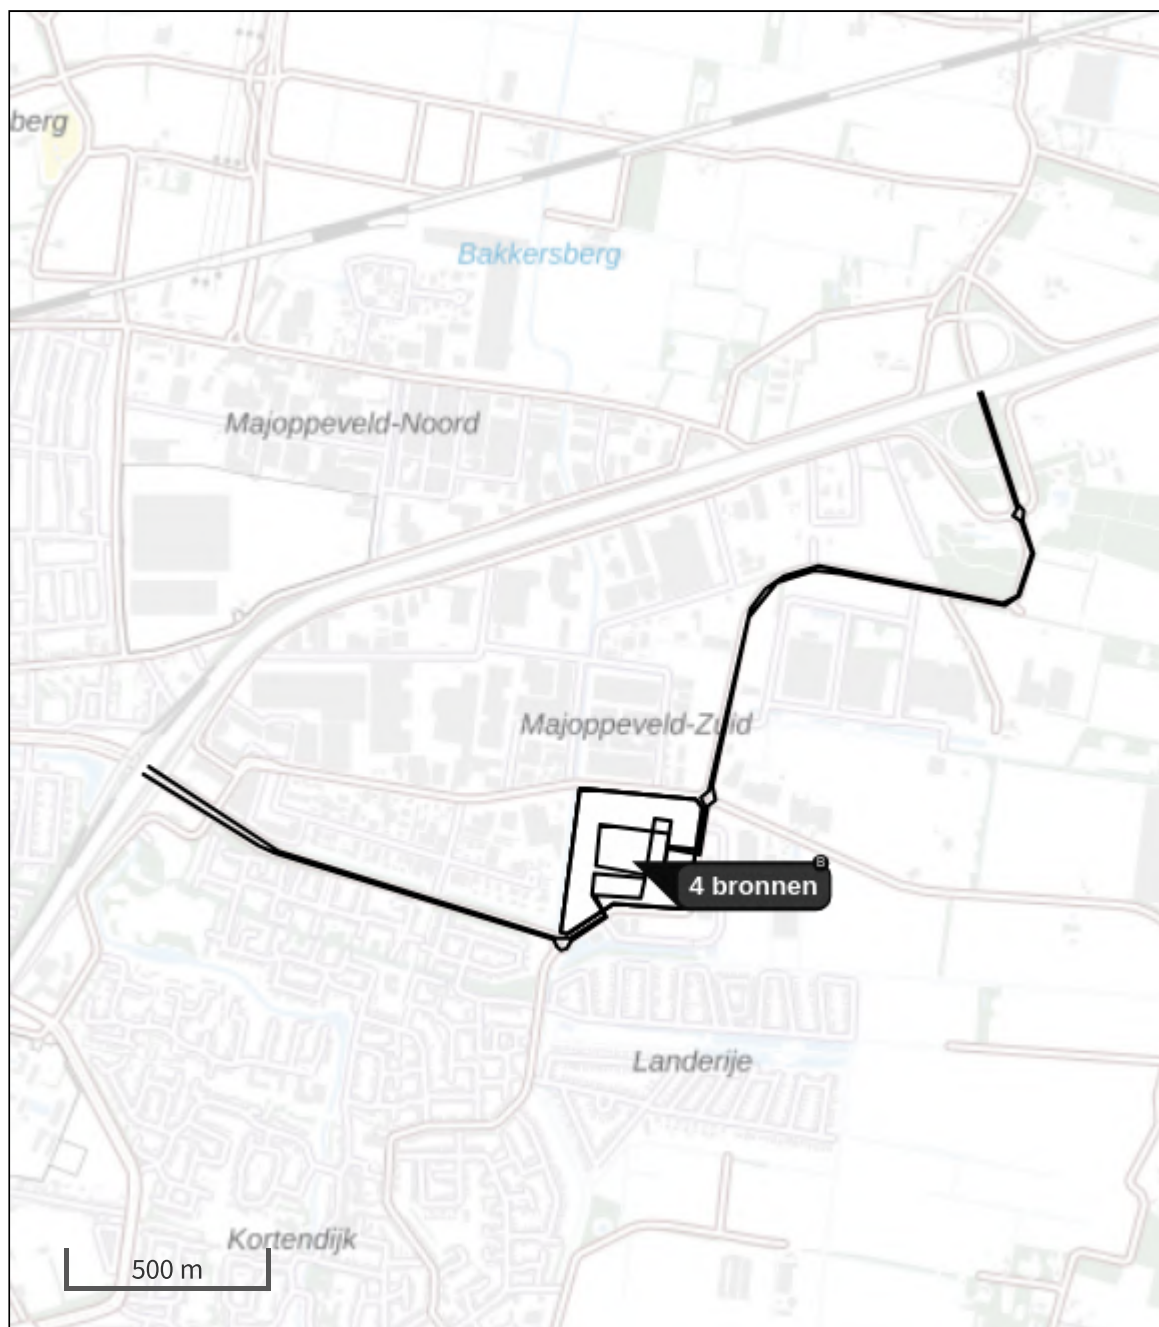 berg
Bakkersberg
Majoppeveld-Noord
Majoppeveld-Zuid
B
4 bronnen
Landerije
Kortendijk
500 m